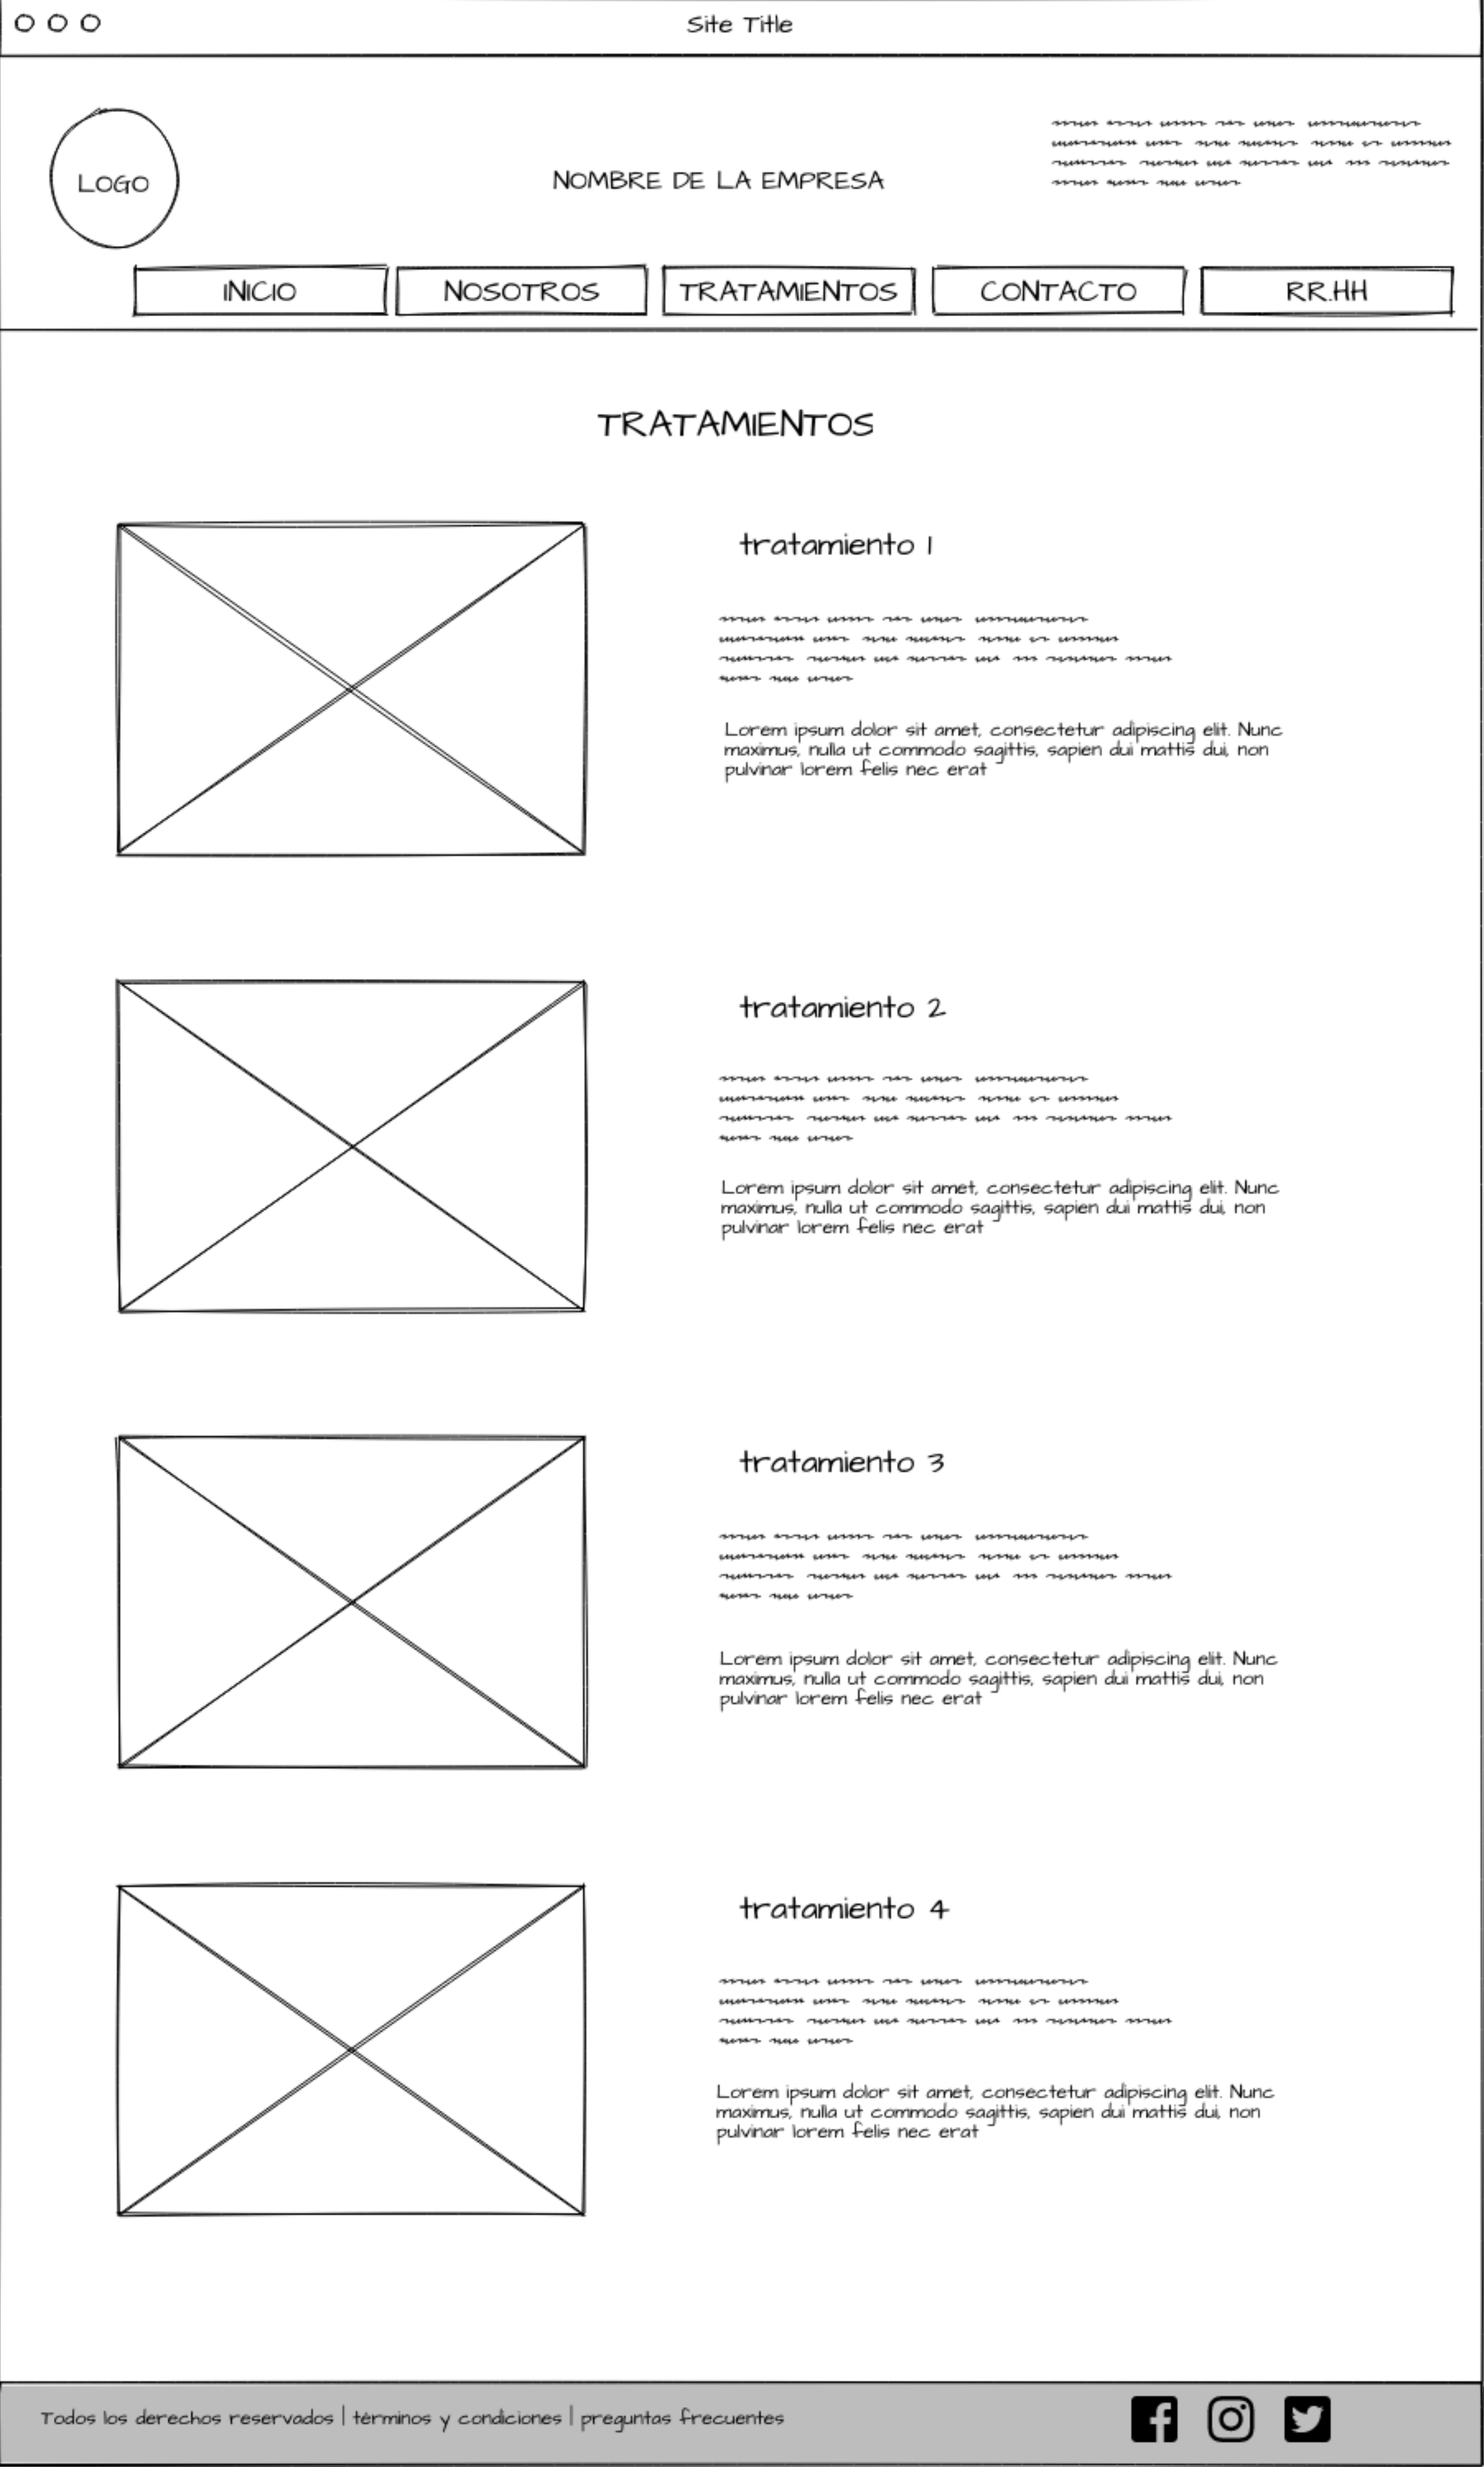 Site Title
LOGO
NOMBRE DE LA EMPRESA
INICIO
NOSOTROS
TRATAMIENTOS
CONTACTO
RR.HH
TRATAMIENTOS
tratamiento 1
Lorem ipsum dolor sit amet, consectetur adipiscing elit. Nunc
maximus, nulla ut commodo sagittis, sapien dui mattis dui, non
pulvinar lorem felis nec erat
tratamiento 2
Lorem ipsum dolor sit amet, consectetur adipiscing elit. Nunc
maximus, nulla ut commodo sagittis, sapien dui mattis dui, non
pulvinar lorem felis nec erat
tratamiento 3
Lorem ipsum dolor sit amet, consectetur adipiscing elit. Nunc
maximus, nulla ut commodo sagittis, sapien dui mattis dui, non
pulvinar lorem felis nec erat
tratamiento 4
Lorem ipsum dolor sit amet, consectetur adipiscing elit. Nunc
maximus, nulla ut commodo sagittis, sapien dui mattis dui, non
pulvinar lorem felis nec erat
Todos los derechos reservados | términos y condiciones | preguntas frecuentes